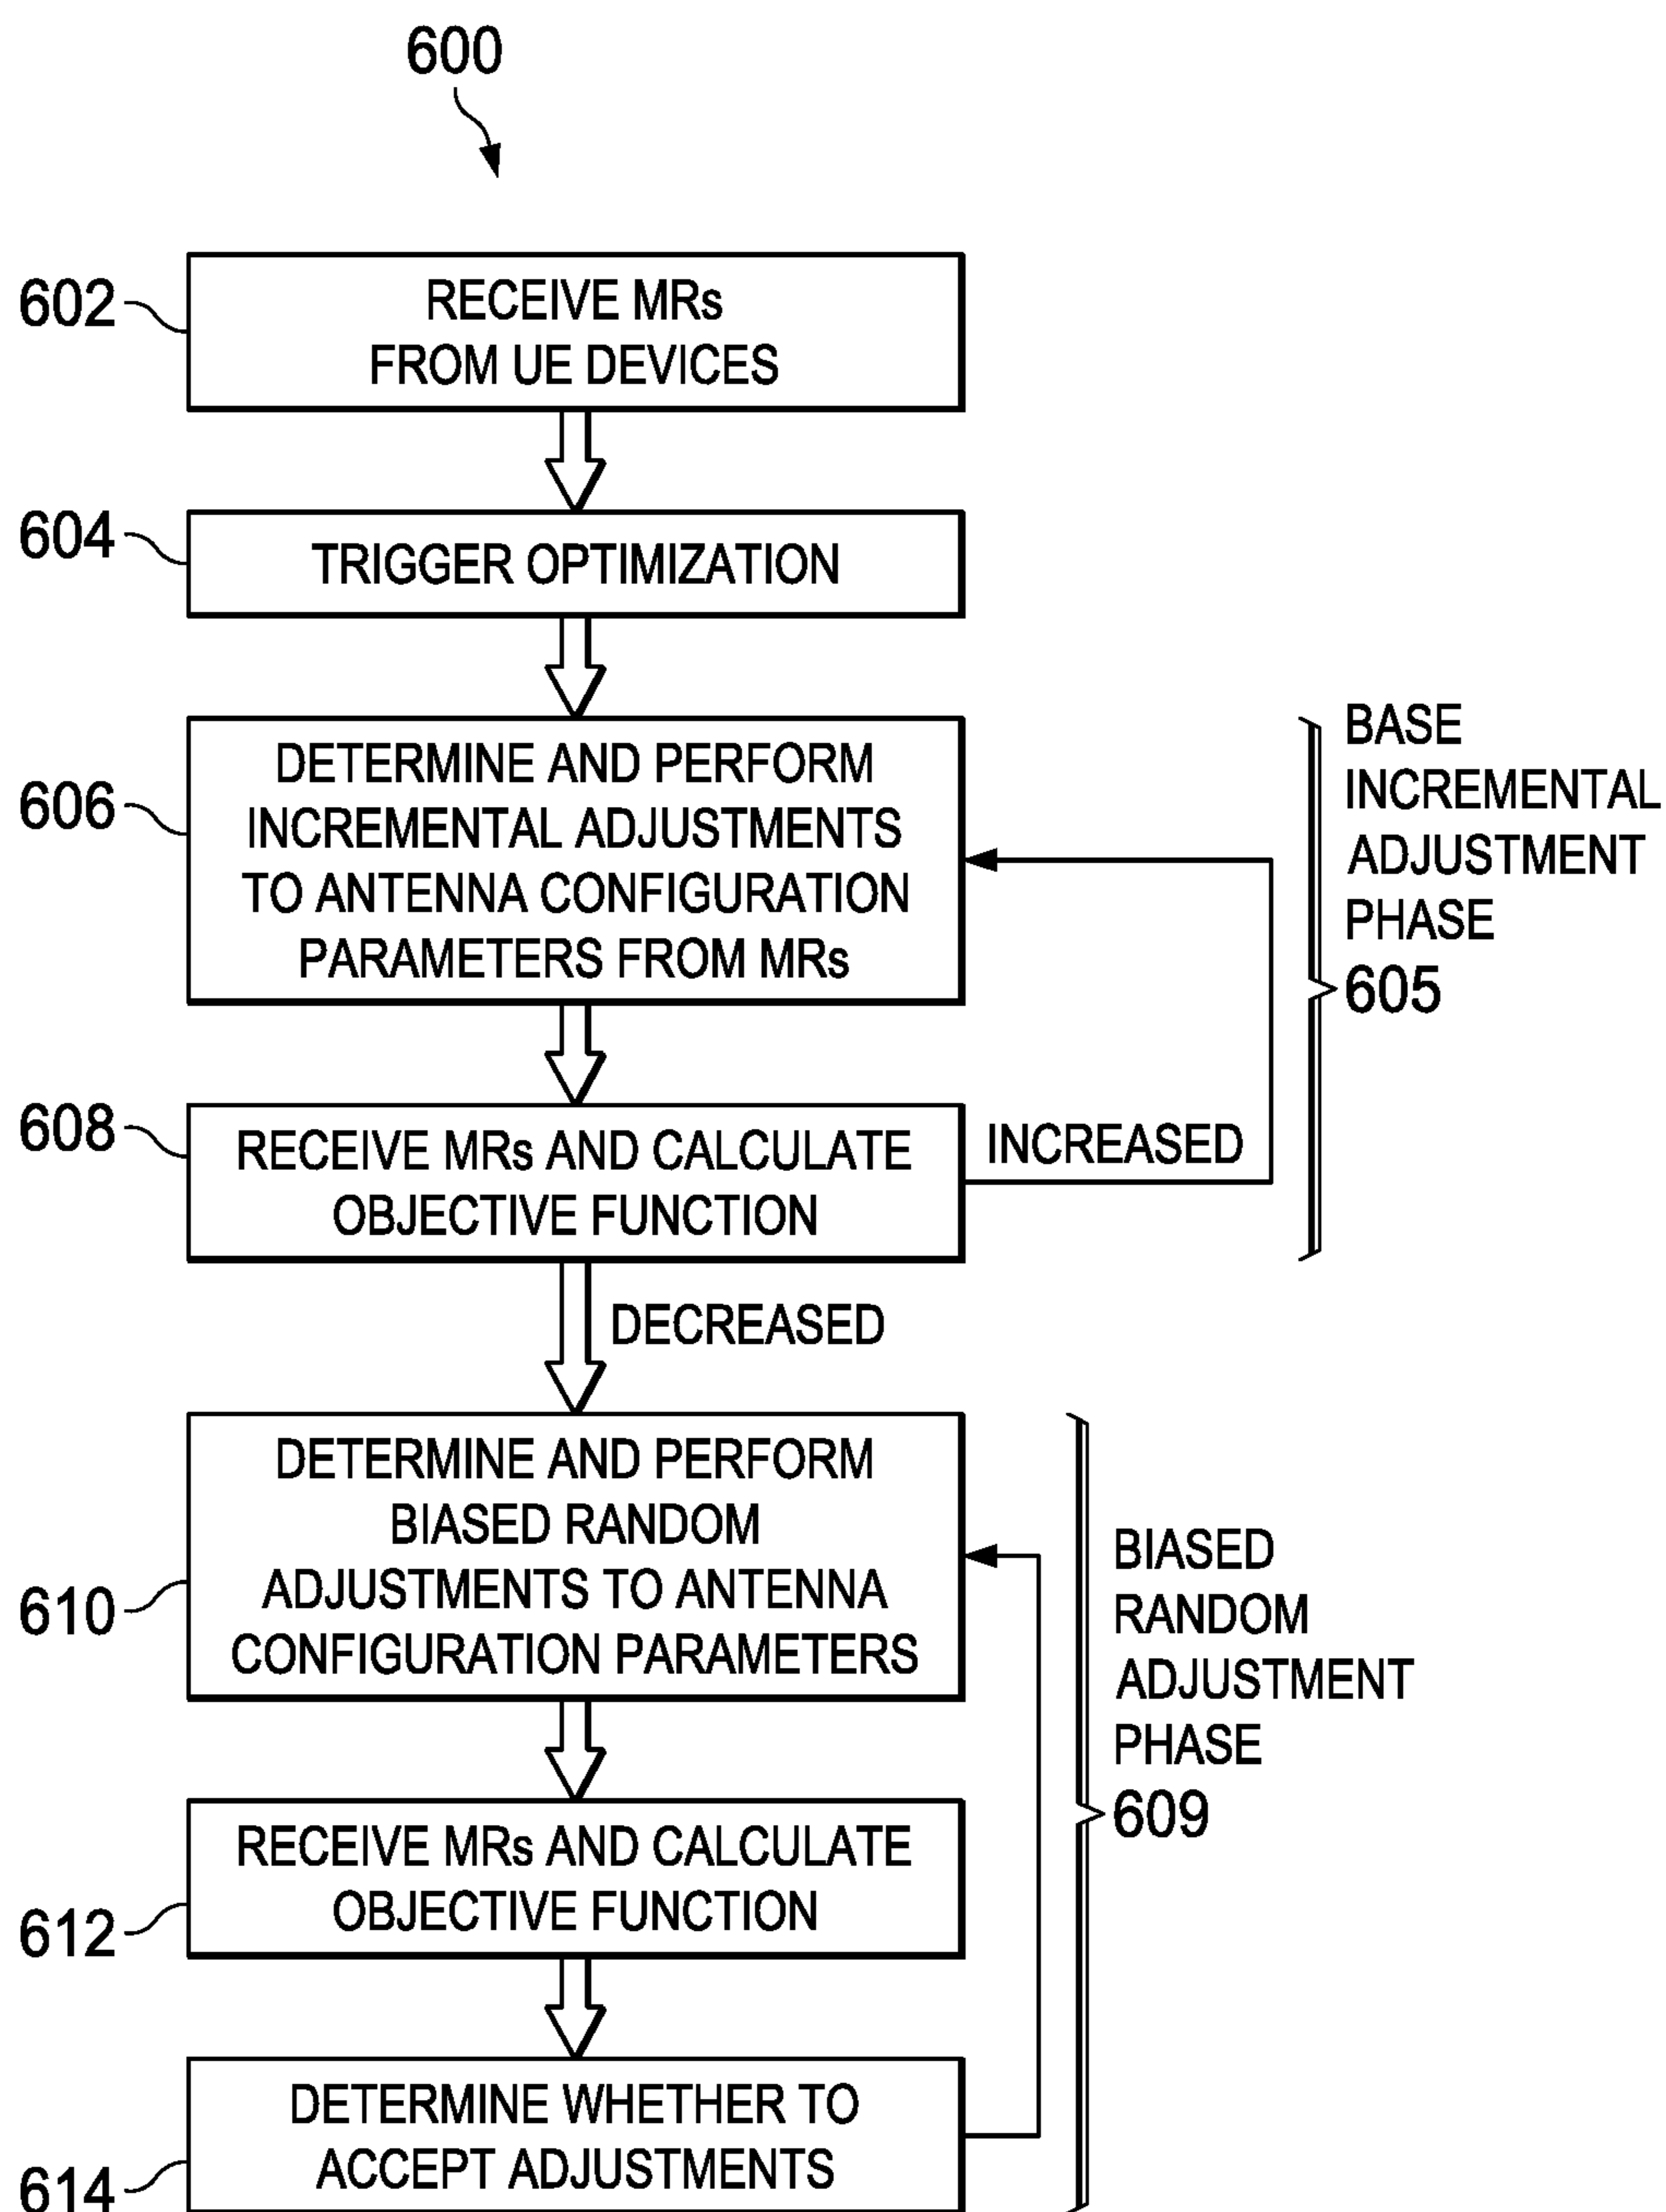 600
602
RECEIVE MRs
FROM UE DEVICES
604
TRIGGER OPTIMIZATION
606
DETERMINE AND PERFORM
INCREMENTAL ADJUSTMENTS
TO ANTENNA CONFIGURATION
PARAMETERS FROM MRs
BASE
INCREMENTAL
ADJUSTMENT
PHASE
605
608
RECEIVE MRs AND CALCULATE
OBJECTIVE FUNCTION
INCREASED
DECREASED
610
DETERMINE AND PERFORM
BIASED RANDOM
ADJUSTMENTS TO ANTENNA
CONFIGURATION PARAMETERS
BIASED
RANDOM
ADJUSTMENT
PHASE
609
612
RECEIVE MRs AND CALCULATE
OBJECTIVE FUNCTION
614
DETERMINE WHETHER TO
ACCEPT ADJUSTMENTS